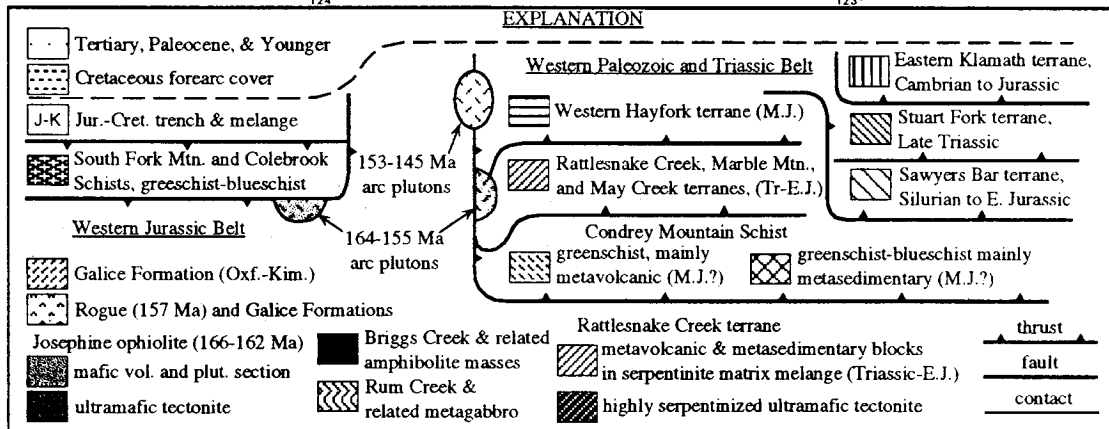 124
123°
EXPLANATION
Tertiary, Paleocene, & Younger
Cretaceous forearc cover
J-K Jur.-Cret. trench & melange
South Fork Mtn. and Colebrook
Schists, greeschist-blueschist
Western Jurassic Belt
Galice Formation (Oxf.-Kim.)
Rogue (157 Ma) and Galice Formations
Josephine ophiolite (166-162 Ma)
mafic vol. and plut. section
ultramafic tectonite
153-145 Ma
arc plutons
164-155 Ma
arc plutons
Briggs Creek & related
amphibolite masses
Rum Creek &
related metagabbro
Western Paleozoic and Triassic Belt
Western Hayfork terrane (M.J.)
Rattlesnake Creek, Marble Mtn.,
and May Creek terranes, (Tr-E.J.)
Condrey Mountain Schist
greenschist, mainly
metavolcanic (M.J.?)
greenschist-blueschist mainly
metasedimentary (M.J.?)
Rattlesnake Creek terrane
metavolcanic & metasedimentary blocks
in serpentinite matrix melange (Triassic-E.J.)
highly serpentinized ultramafic tectonite
Eastern Klamath terrane,
Cambrian to Jurassic
Stuart Fork terrane,
Late Triassic
Sawyers Bar terrane,
Silurian to E. Jurassic
thrust
fault
contact